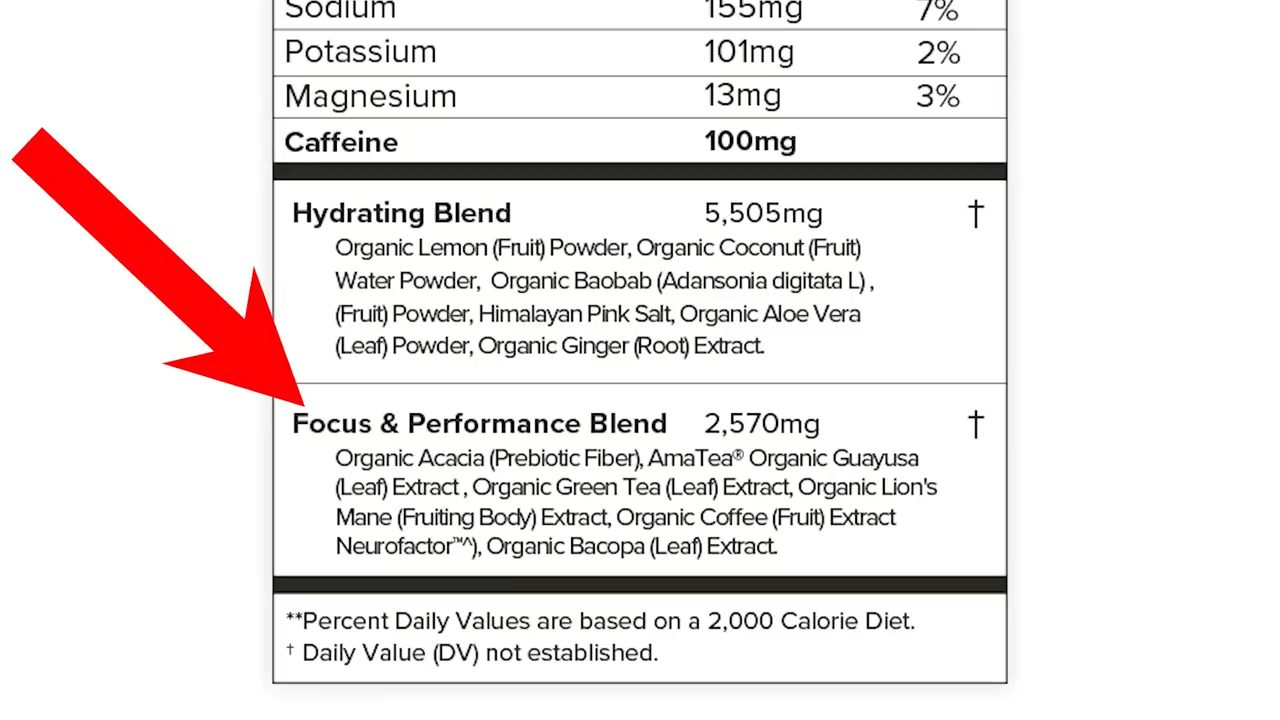 Sodium 155mg 7%
Potassium 101mg 2%
Magnesium 13mg 3%
Caffeine 100mg
Hydrating Blend 5,505mg †
Organic Lemon (Fruit) Powder, Organic Coconut (Fruit)
Water Powder, Organic Baobab (Adansonia digitata L) ,
(Fruit) Powder, Himalayan Pink Salt, Organic Aloe Vera
(Leaf) Powder, Organic Ginger (Root) Extract.
Focus & Performance Blend 2,570mg †
Organic Acacia (Prebiotic Fiber), AmaTea® Organic Guayusa
(Leaf) Extract , Organic Green Tea (Leaf) Extract, Organic Lion's
Mane (Fruiting Body) Extract, Organic Coffee (Fruit) Extract
Neurofactor™^), Organic Bacopa (Leaf) Extract.
**Percent Daily Values are based on a 2,000 Calorie Diet.
† Daily Value (DV) not established.